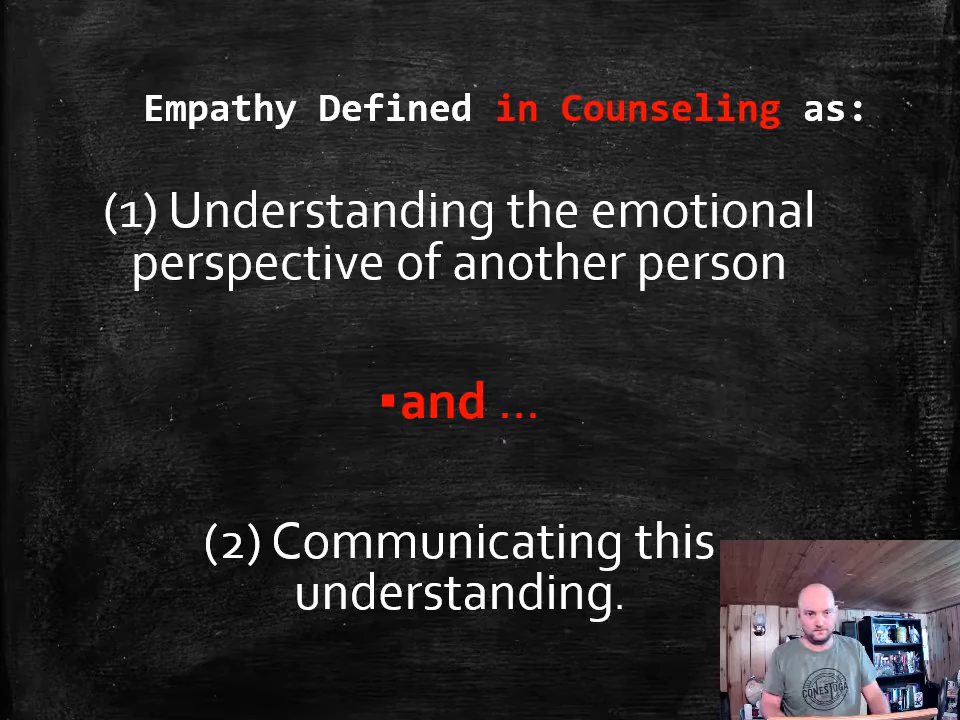 Empathy Defined in Counseling as:
(1) Understanding the emotional
perspective of another person
▪and ...
(2) Communicating this
understanding.
CONESTOGA